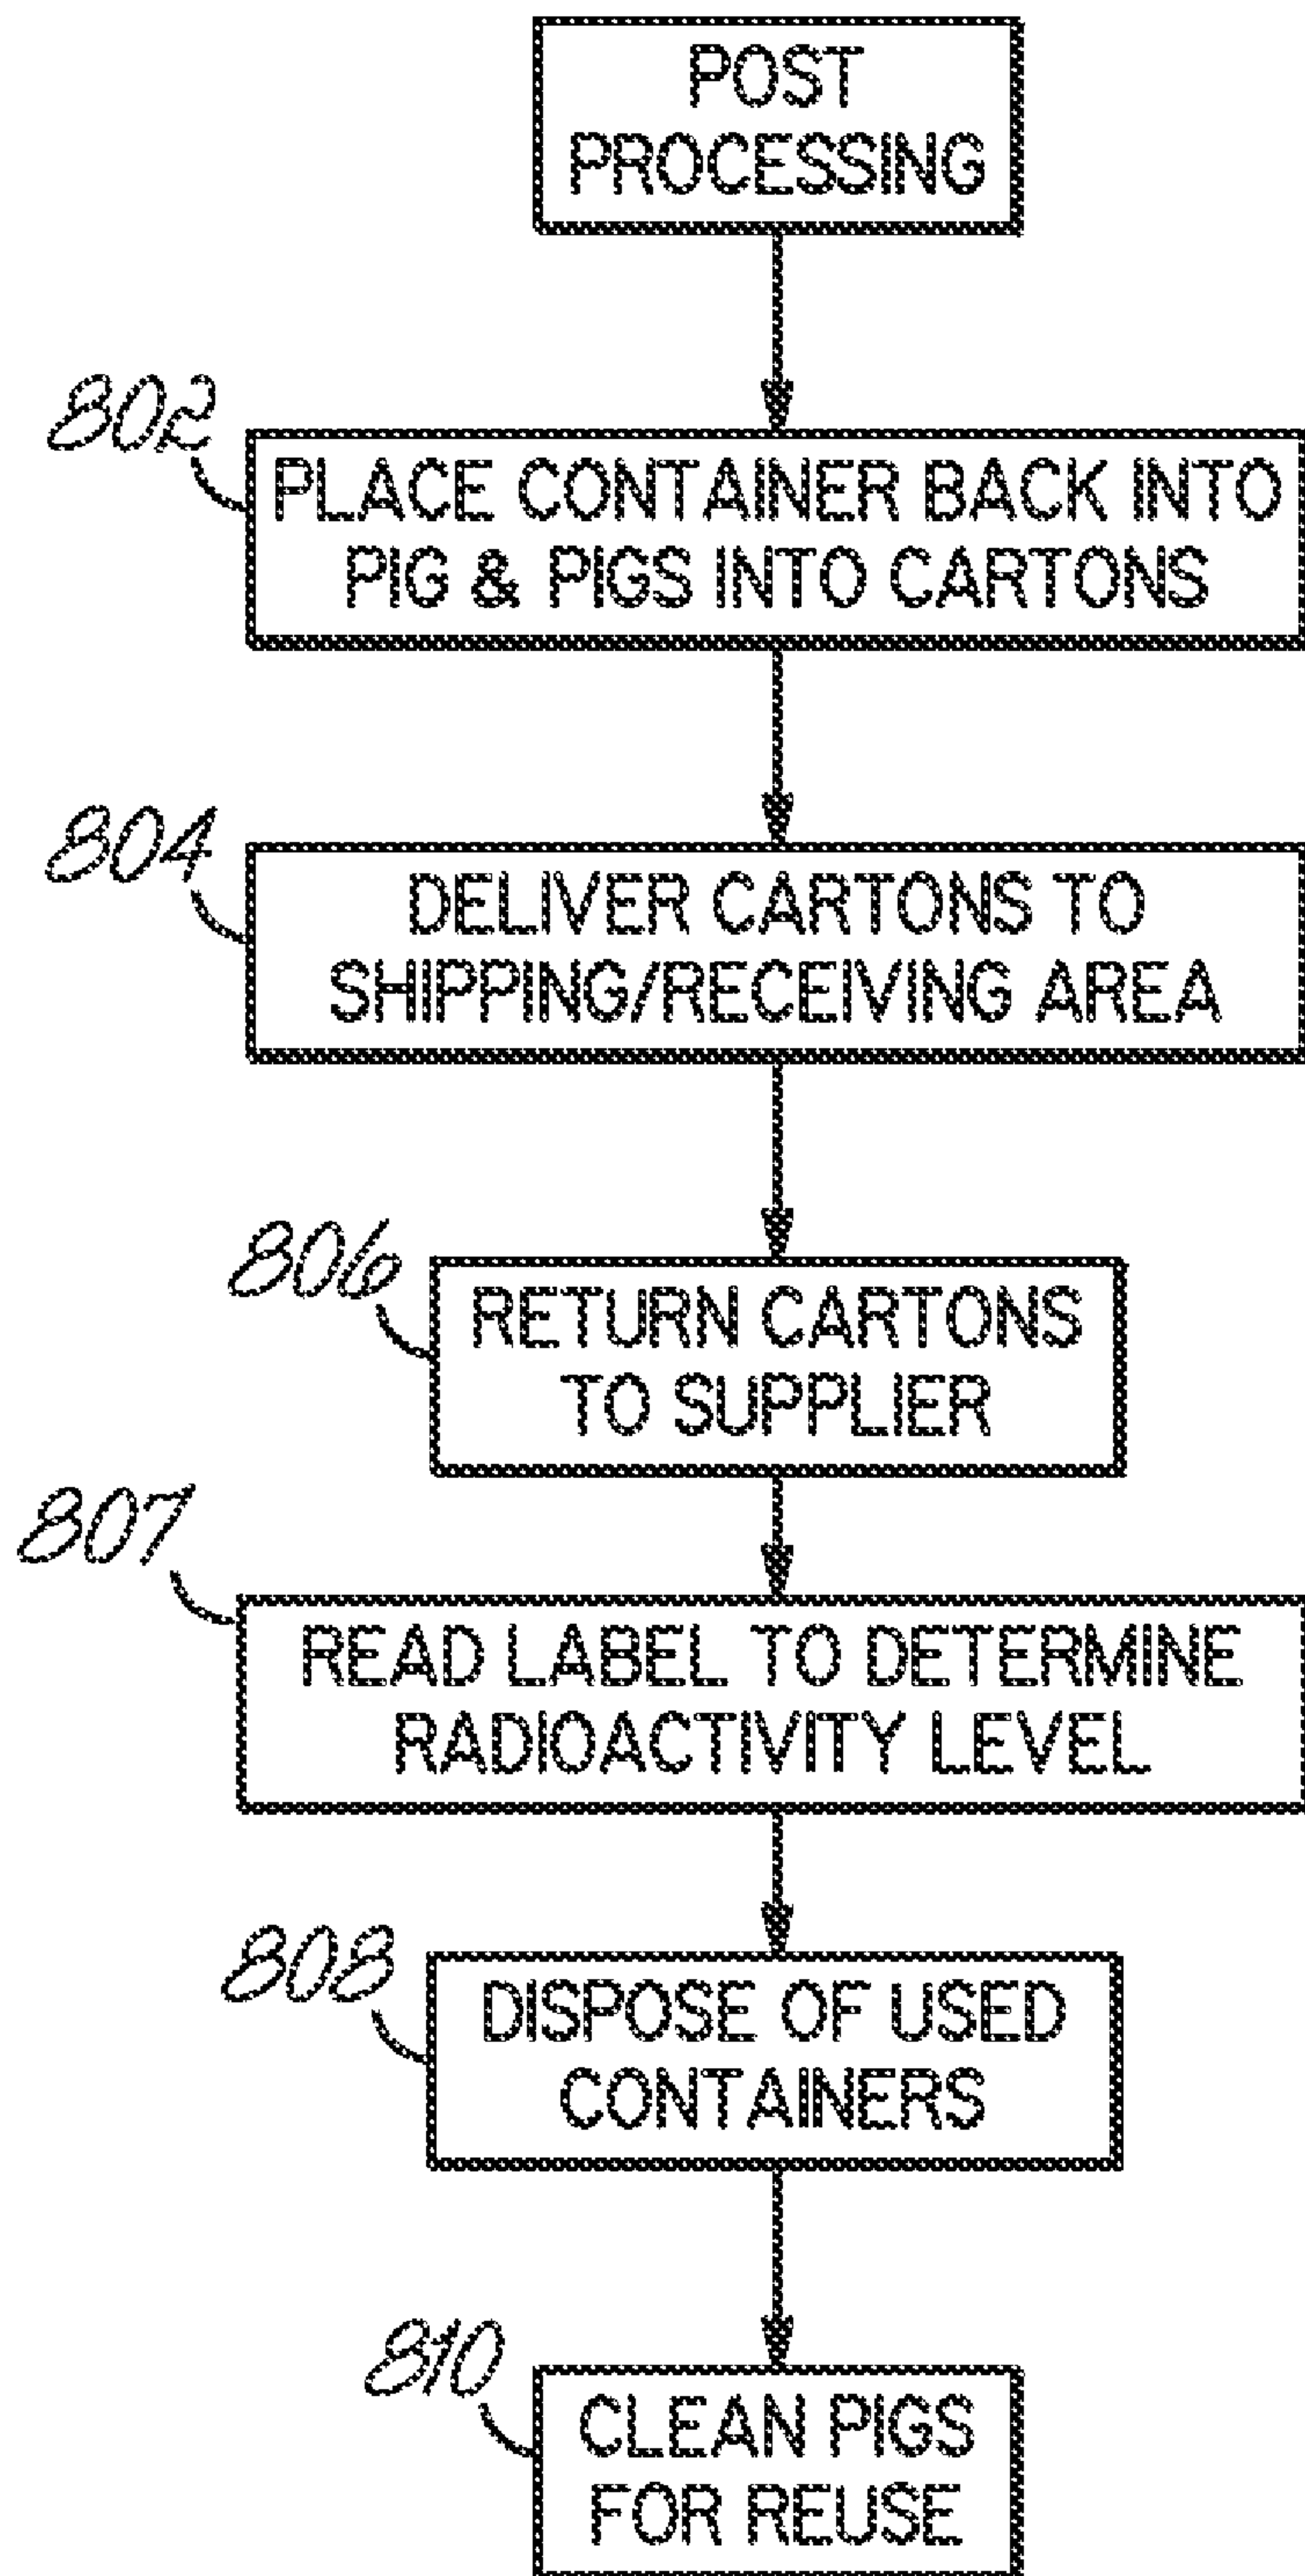 POST
PROCESSING
802
PLACE CONTAINER BACK INTO
PIG & PIGS INTO CARTONS
804
DELIVER CARTONS TO
SHIPPING/RECEIVING AREA
806
RETURN CARTONS
TO SUPPLIER
807
READ LABEL TO DETERMINE
RADIOACTIVITY LEVEL
808
DISPOSE OF USED
CONTAINERS
810
CLEAN PIGS
FOR REUSE